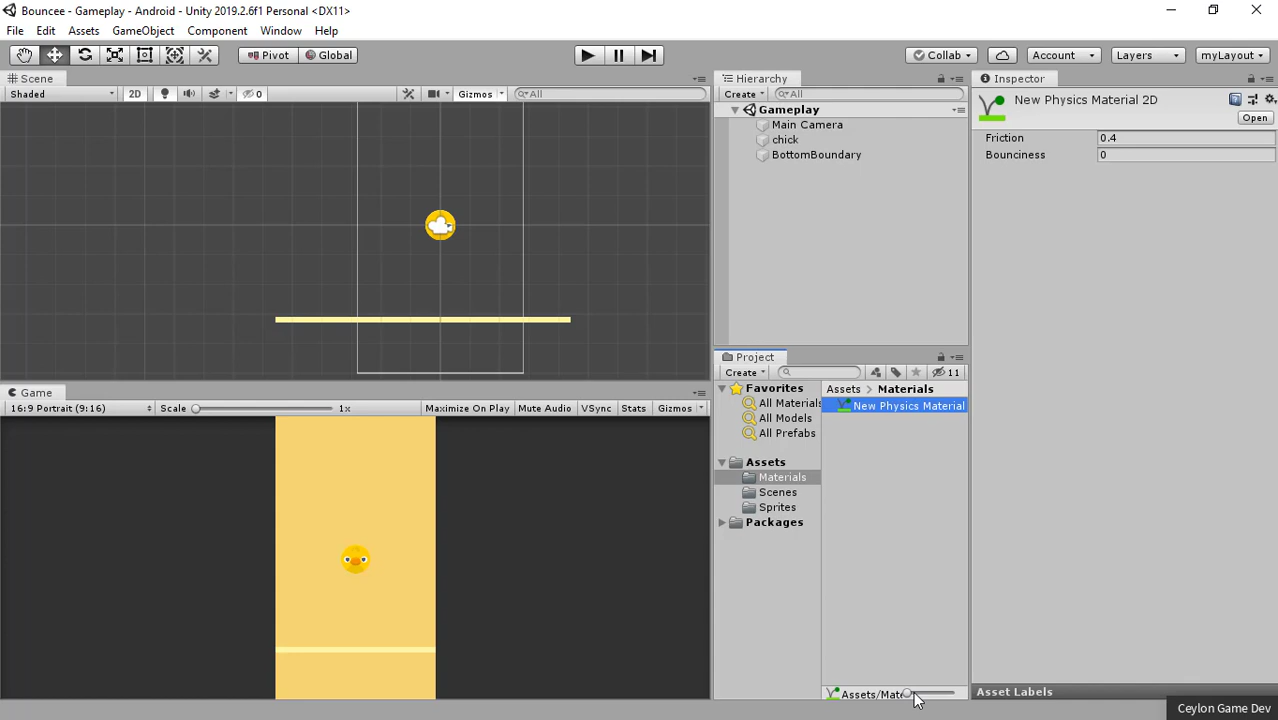 Bouncee - Gameplay - Android - Unity 2019.2.6f1 Personal <DX11>
File Edit Assets GameObject Component Window Help
Pivot Global Collab Account Layers myLayout
Scene
Shaded 2D 0 Gizmos All
Hierarchy
Create All
Gameplay
Main Camera
chick
BottomBoundary
Inspector
New Physics Material 2D
Open
Friction 0.4
Bounciness 0
Project
Create 11
Favorites
All Materials
All Models
All Prefabs
Assets
Materials
Scenes
Sprites
Packages
Assets > Materials
New Physics Material
Assets/Mate
Game
16:9 Portrait (9:16) Scale 1x Maximize On Play Mute Audio VSync Stats Gizmos
Asset Labels
Ceylon Game Dev